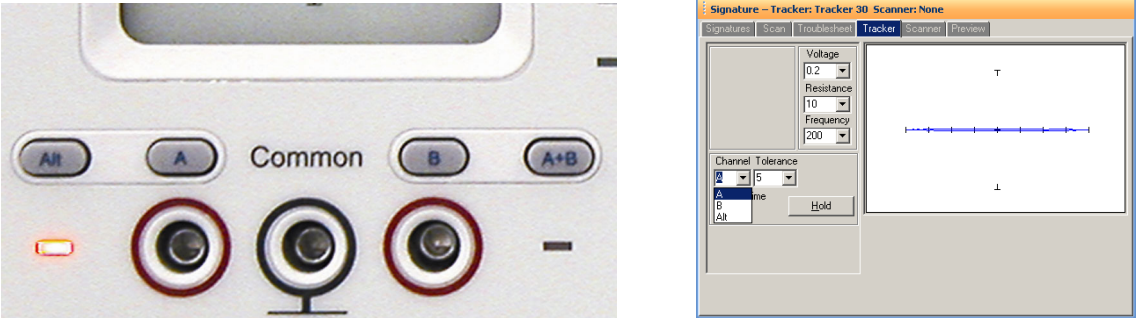 Alt
A
Common
B
A+B
Signature – Tracker: Tracker 30 Scanner: None
Signatures Scan Troublesheet Tracker Scanner Preview
Voltage
0.2
Resistance
10
Frequency
200
Channel Tolerance
A 5
A
B
Alt
ime
Hold